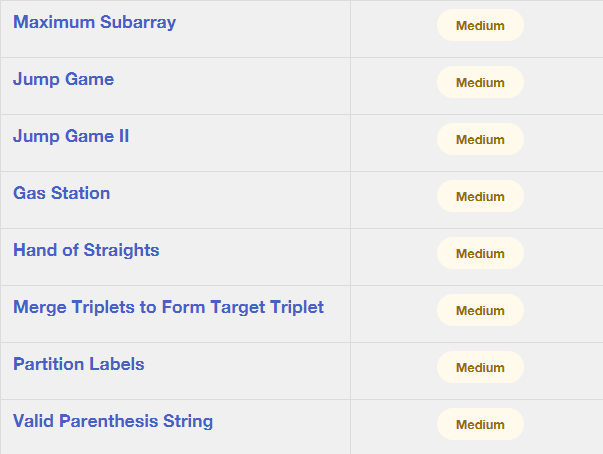 Maximum Subarray Medium
Jump Game Medium
Jump Game II Medium
Gas Station Medium
Hand of Straights Medium
Merge Triplets to Form Target Triplet Medium
Partition Labels Medium
Valid Parenthesis String Medium